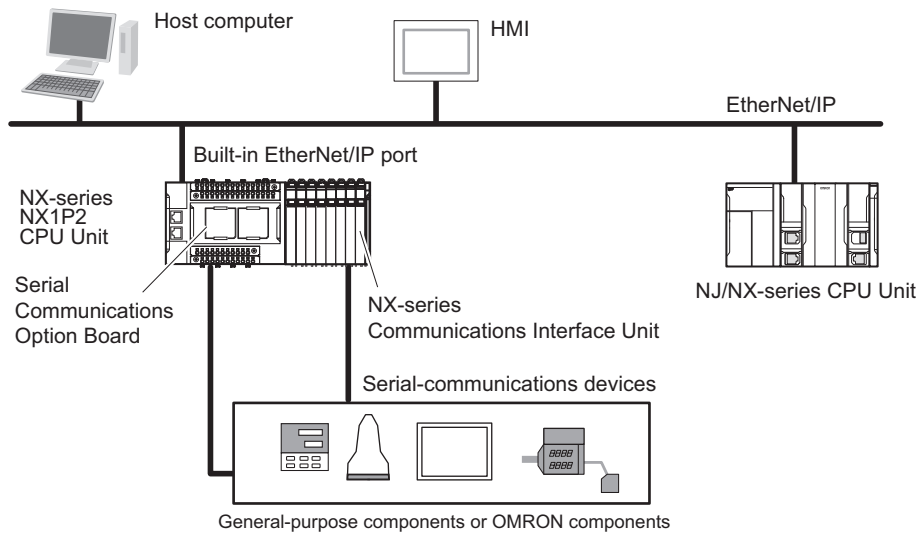 Host computer
HMI
EtherNet/IP
Built-in EtherNet/IP port
NX-series
NX1P2
CPU Unit
Serial
Communications
Option Board
NX-series
Communications Interface Unit
NJ/NX-series CPU Unit
Serial-communications devices
8888
8888
General-purpose components or OMRON components